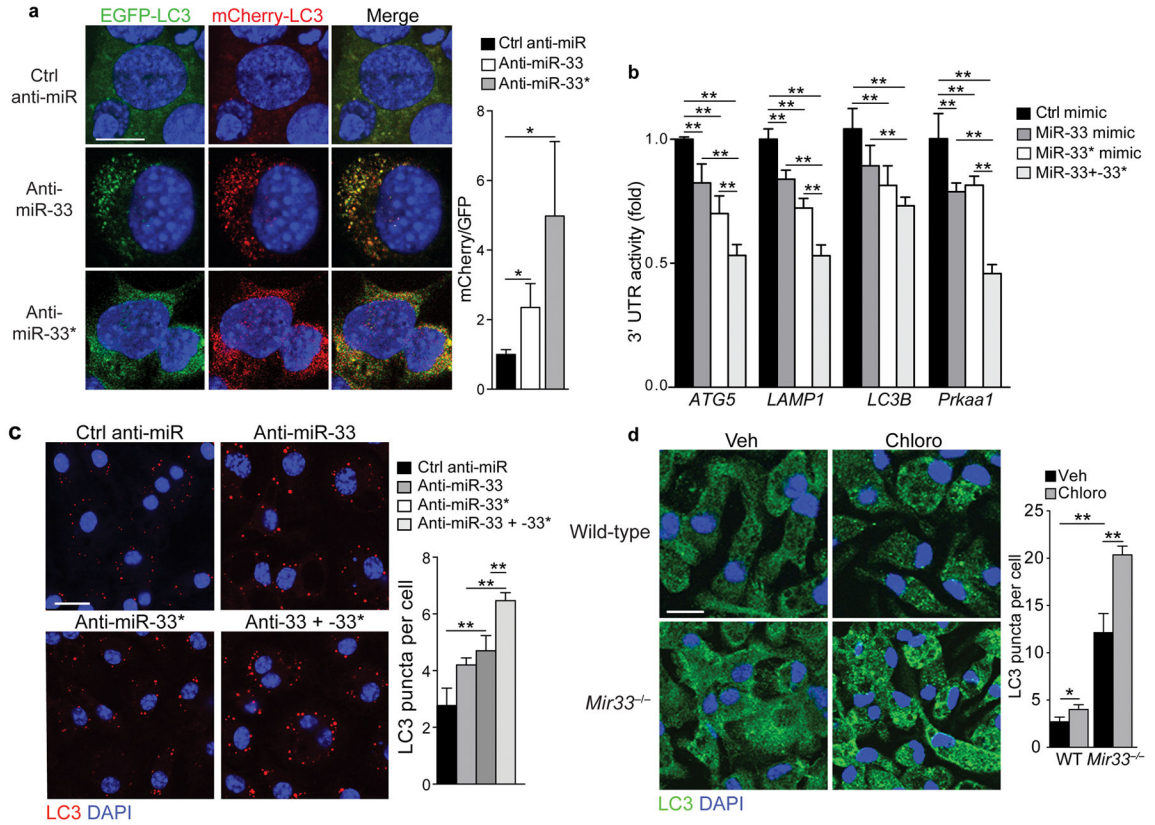 a
EGFP-LC3 mCherry-LC3 Merge
Ctrl
anti-miR
Anti-
miR-33
Anti-
miR-33*
Ctrl anti-miR
Anti-miR-33
Anti-miR-33*
mCherry/GFP
8
6
4
2
0
*
*
b
Ctrl mimic
MiR-33 mimic
MiR-33* mimic
MiR-33+-33*
3' UTR activity (fold)
1.0
0.5
0.0
** ** ** **
** ** ** **
** ** ** **
** ** **
** ** **
ATG5 LAMP1 LC3B Prkaa1
c
Ctrl anti-miR Anti-miR-33
Anti-miR-33* Anti-33 + -33*
LC3 DAPI
Ctrl anti-miR
Anti-miR-33
Anti-miR-33*
Anti-miR-33 + -33*
LC3 puncta per cell
8
6
4
2
0
**
**
**
d
Veh Chloro
Wild-type
Mir33–/–
LC3 DAPI
Veh
Chloro
LC3 puncta per cell
25
20
15
10
5
0
**
**
*
WT Mir33–/–